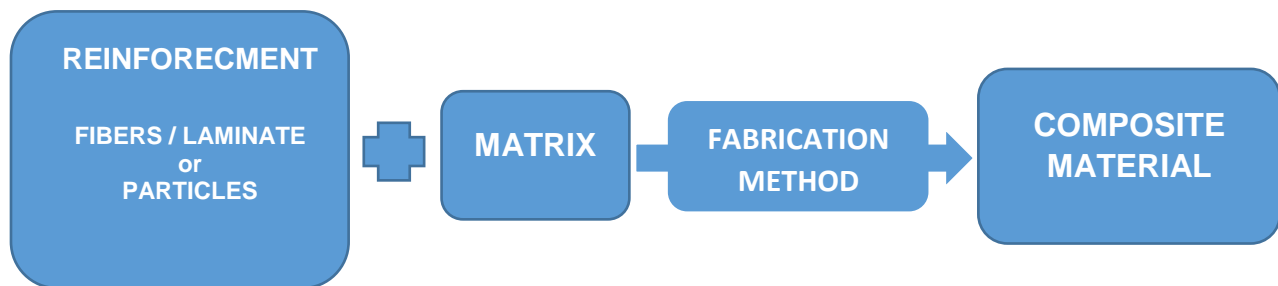 REINFORECMENT
FIBERS / LAMINATE
or
PARTICLES
MATRIX
FABRICATION
METHOD
COMPOSITE
MATERIAL